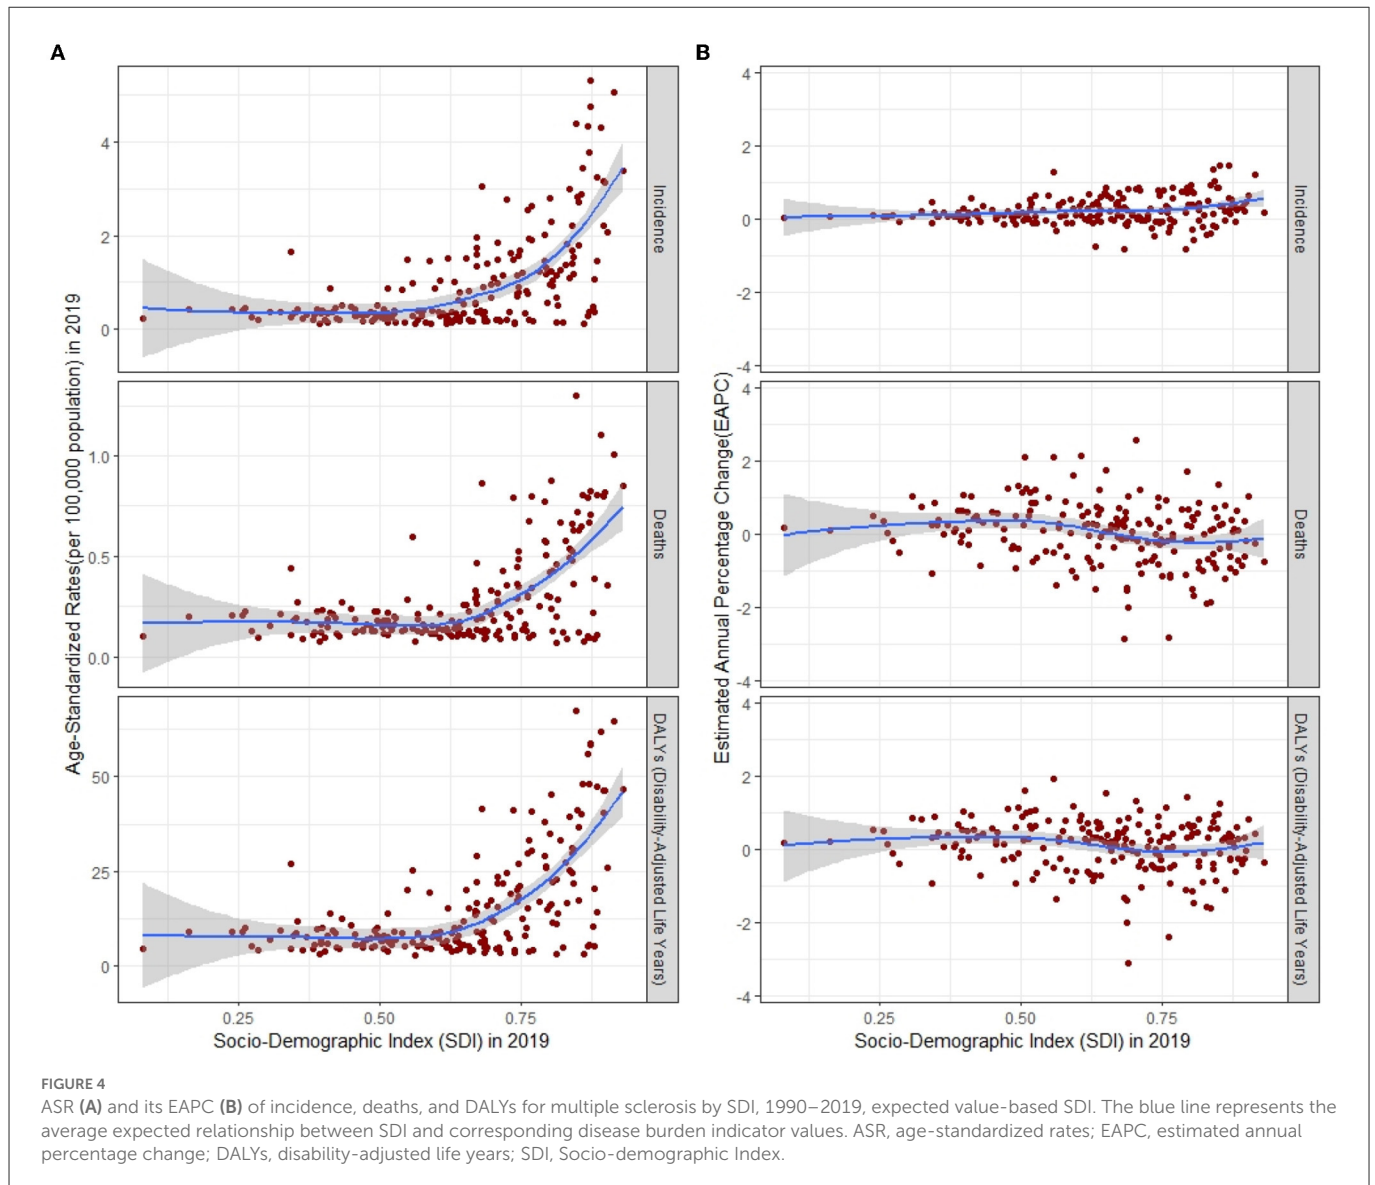 A
B
4
2
0
Incidence
1.0
0.5
0.0
Deaths
50
25
0
DALYs (Disability-Adjusted Life Years)
0.25 0.50 0.75
Socio-Demographic Index (SDI) in 2019
Age-Standardiz Rates(per 100,000 population) in 2019
4
2
0
-2
-4
Incidence
4
2
0
-2
-4
Deaths
4
2
0
-2
-4
DALYs (Disability-Adjusted Life Years)
0.25 0.50 0.75
Socio-Demographic Index (SDI) in 2019
Estimated Annual Percentage Change(EAPC)
FIGURE 4
ASR (A) and its EAPC (B) of incidence, deaths, and DALYs for multiple sclerosis by SDI, 1990–2019, expected value-based SDI. The blue line represents the
average expected relationship between SDI and corresponding disease burden indicator values. ASR, age-standardized rates; EAPC, estimated annual
percentage change; DALYs, disability-adjusted life years; SDI, Socio-demographic Index.